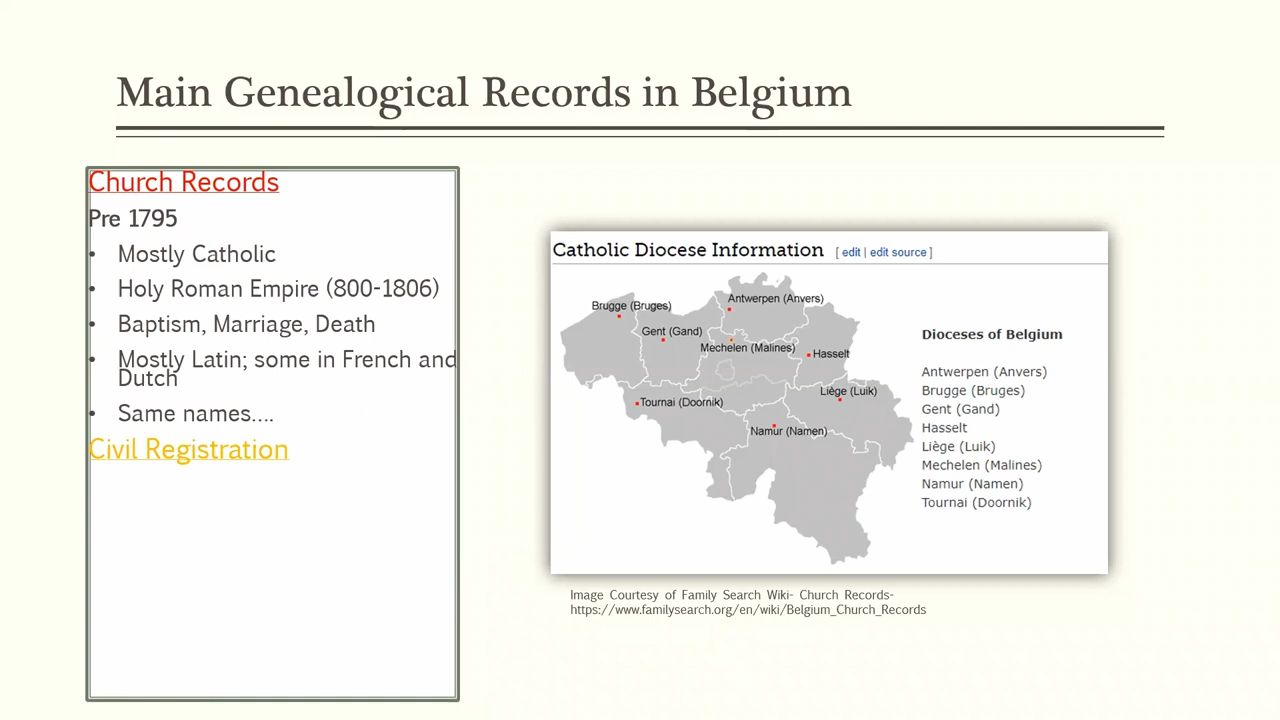 Main Genealogical Records in Belgium
Church Records
Pre 1795
• Mostly Catholic
• Holy Roman Empire (800-1806)
• Baptism, Marriage, Death
• Mostly Latin; some in French and
Dutch
• Same names....
Civil Registration
Catholic Diocese Information [ edit | edit source ]
Brugge (Bruges)
Antwerpen (Anvers)
Gent (Gand)
Mechelen (Malines)
Hasselt
Tournai (Doornik)
Liège (Luik)
Namur (Namen)
Dioceses of Belgium
Antwerpen (Anvers)
Brugge (Bruges)
Gent (Gand)
Hasselt
Liège (Luik)
Mechelen (Malines)
Namur (Namen)
Tournai (Doornik)
Image Courtesy of Family Search Wiki- Church Records-
https://www.familysearch.org/en/wiki/Belgium_Church_Records